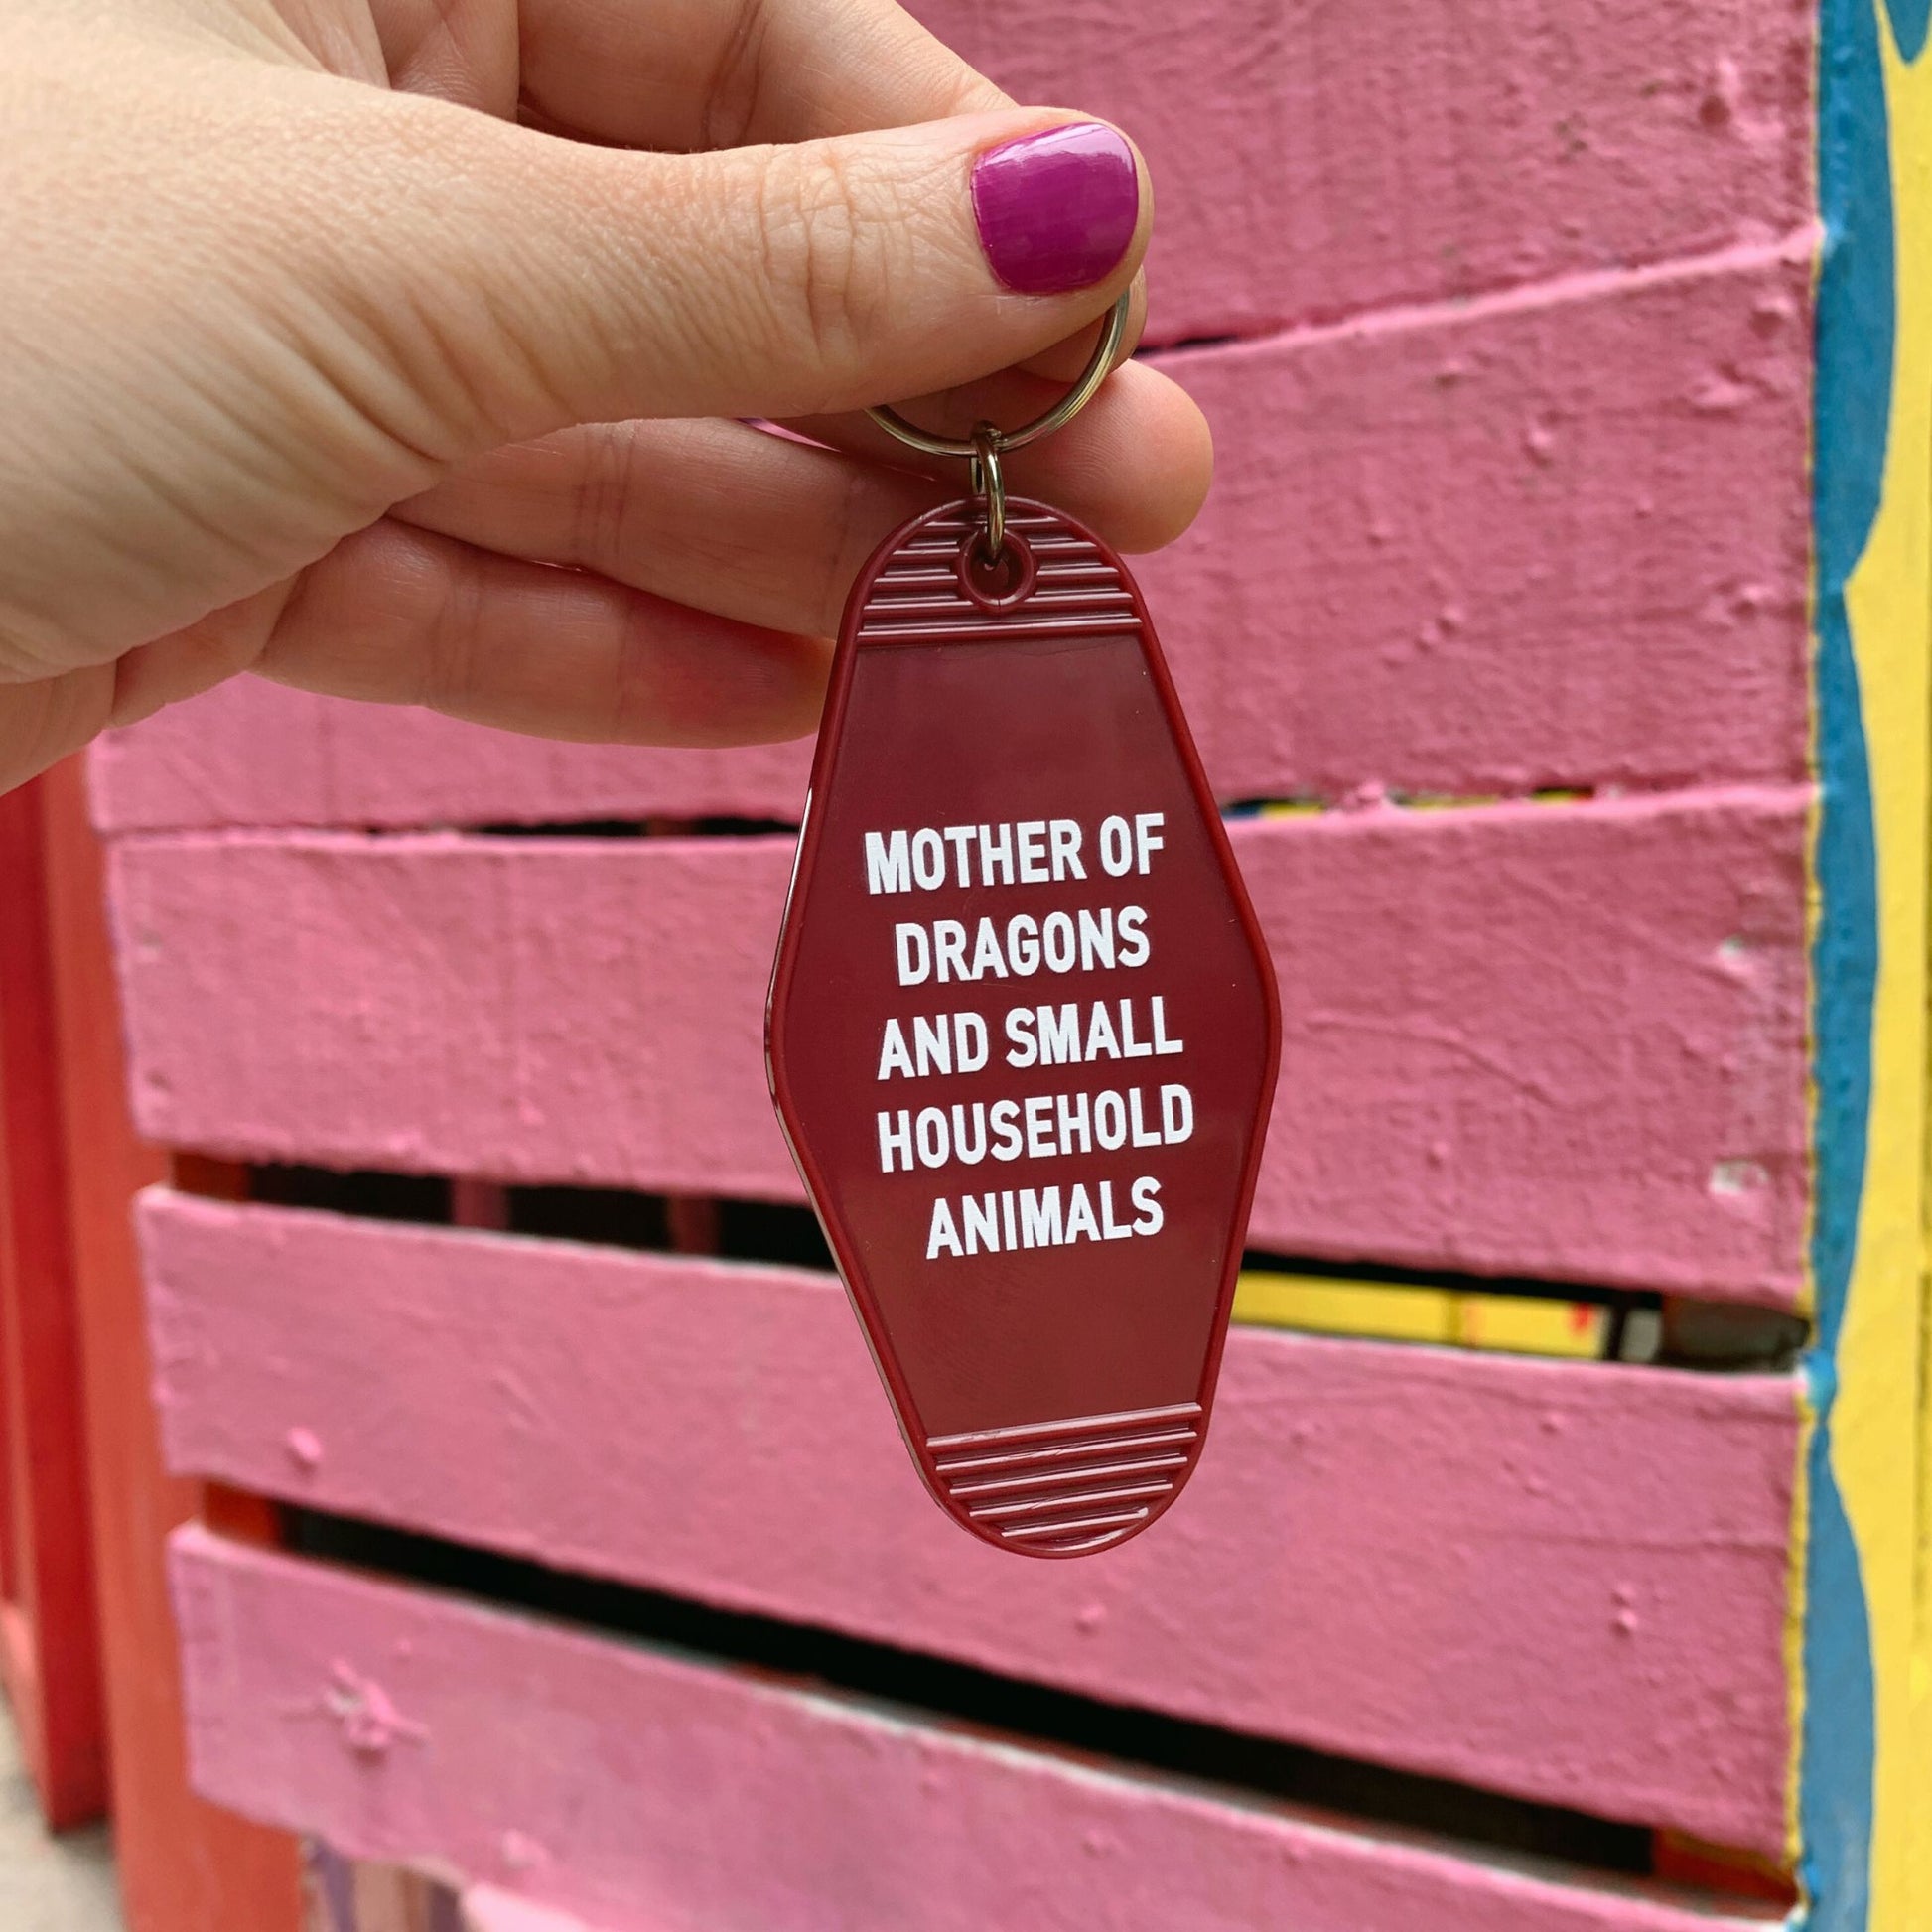 MOTHER OF
DRAGONS
AND SMALL
HOUSEHOLD
ANIMALS